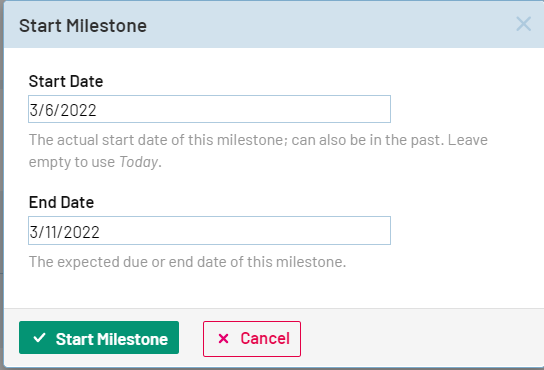 Start Milestone
Start Date
3/6/2022
The actual start date of this milestone; can also be in the past. Leave
empty to use Today.
End Date
3/11/2022
The expected due or end date of this milestone.
Start Milestone
Cancel